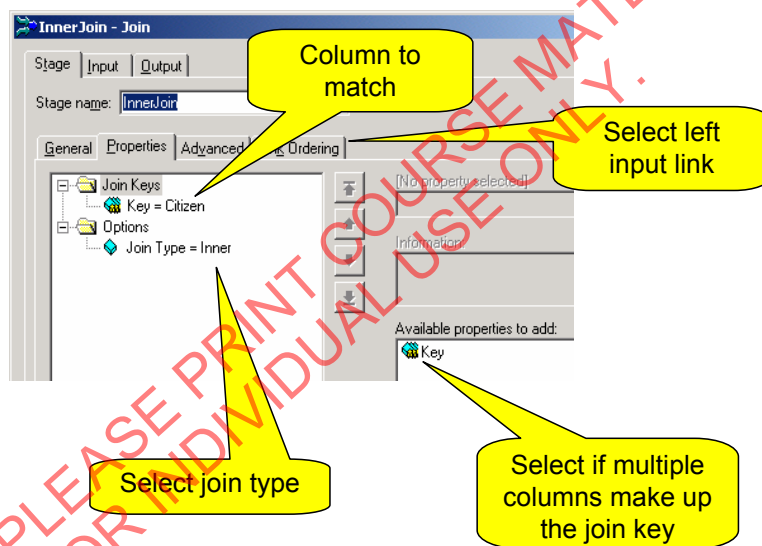 InnerJoin - Join
Column to
match
Stage Input Output
Stage name: InnerJoin
Select left
input link
General Properties Advanced Ordering
Join Keys
Key = Citizen
Options
Join Type = Inner
[No property selected]
Information:
Available properties to add:
Key
Select join type
Select if multiple
columns make up
the join key
PLEASE PRINT COURSE
FOR INDIVIDUAL USE ONLY.